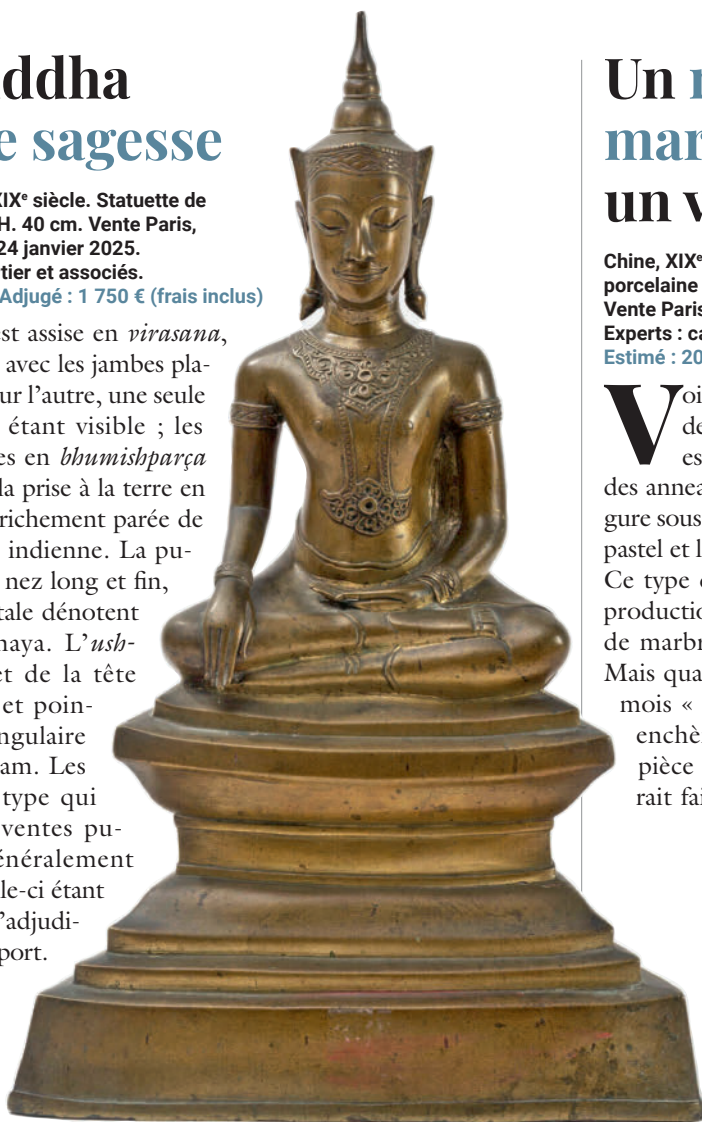 ddha
e sagesse
XIXᵉ siècle. Statuette de
H. 40 cm. Vente Paris,
24 janvier 2025.
tier et associés.
Adjugé : 1 750 € (frais inclus)
est assise en virasana,
avec les jambes pla-
ur l'autre, une seule
étant visible ; les
es en bhumishparça
la prise à la terre en
richement parée de
indienne. La pu-
nez long et fin,
tale dénotent
naya. L'ush-
et de la tête
et poin-
ngulaire
am. Les
type qui
ventes pu-
énéralement
le-ci étant
'adjudi-
port.
Un
mar
un v
Chine, XIXᵉ
porcelaine
Vente Paris
Experts : ca
Estimé : 20
Voi
de
es
des annea
gure sous
pastel et l
Ce type
productio
de marbr
Mais qua
mois «
enchè
pièce
rait fai